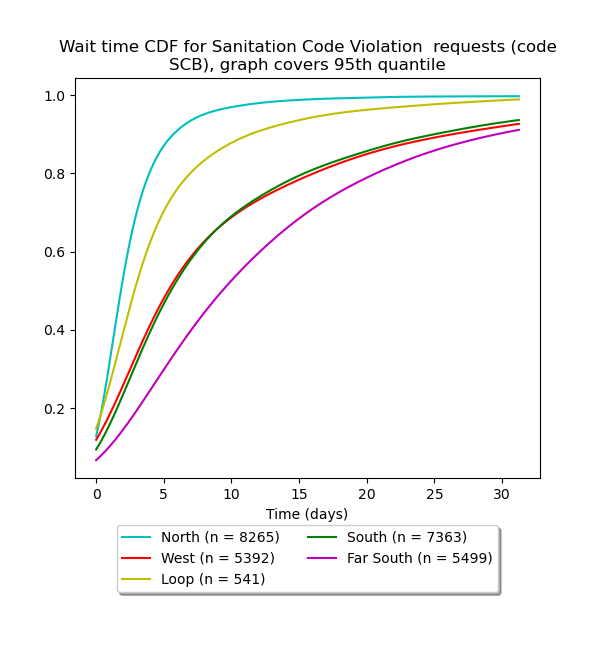 Wait time CDF for Sanitation Code Violation  requests (code
SCB), graph covers 95th quantile
1.0
0.8
0.6
0.4
0.2
0 5 10 15 20 25 30
Time (days)
North (n = 8265) South (n = 7363)
West (n = 5392) Far South (n = 5499)
Loop (n = 541)